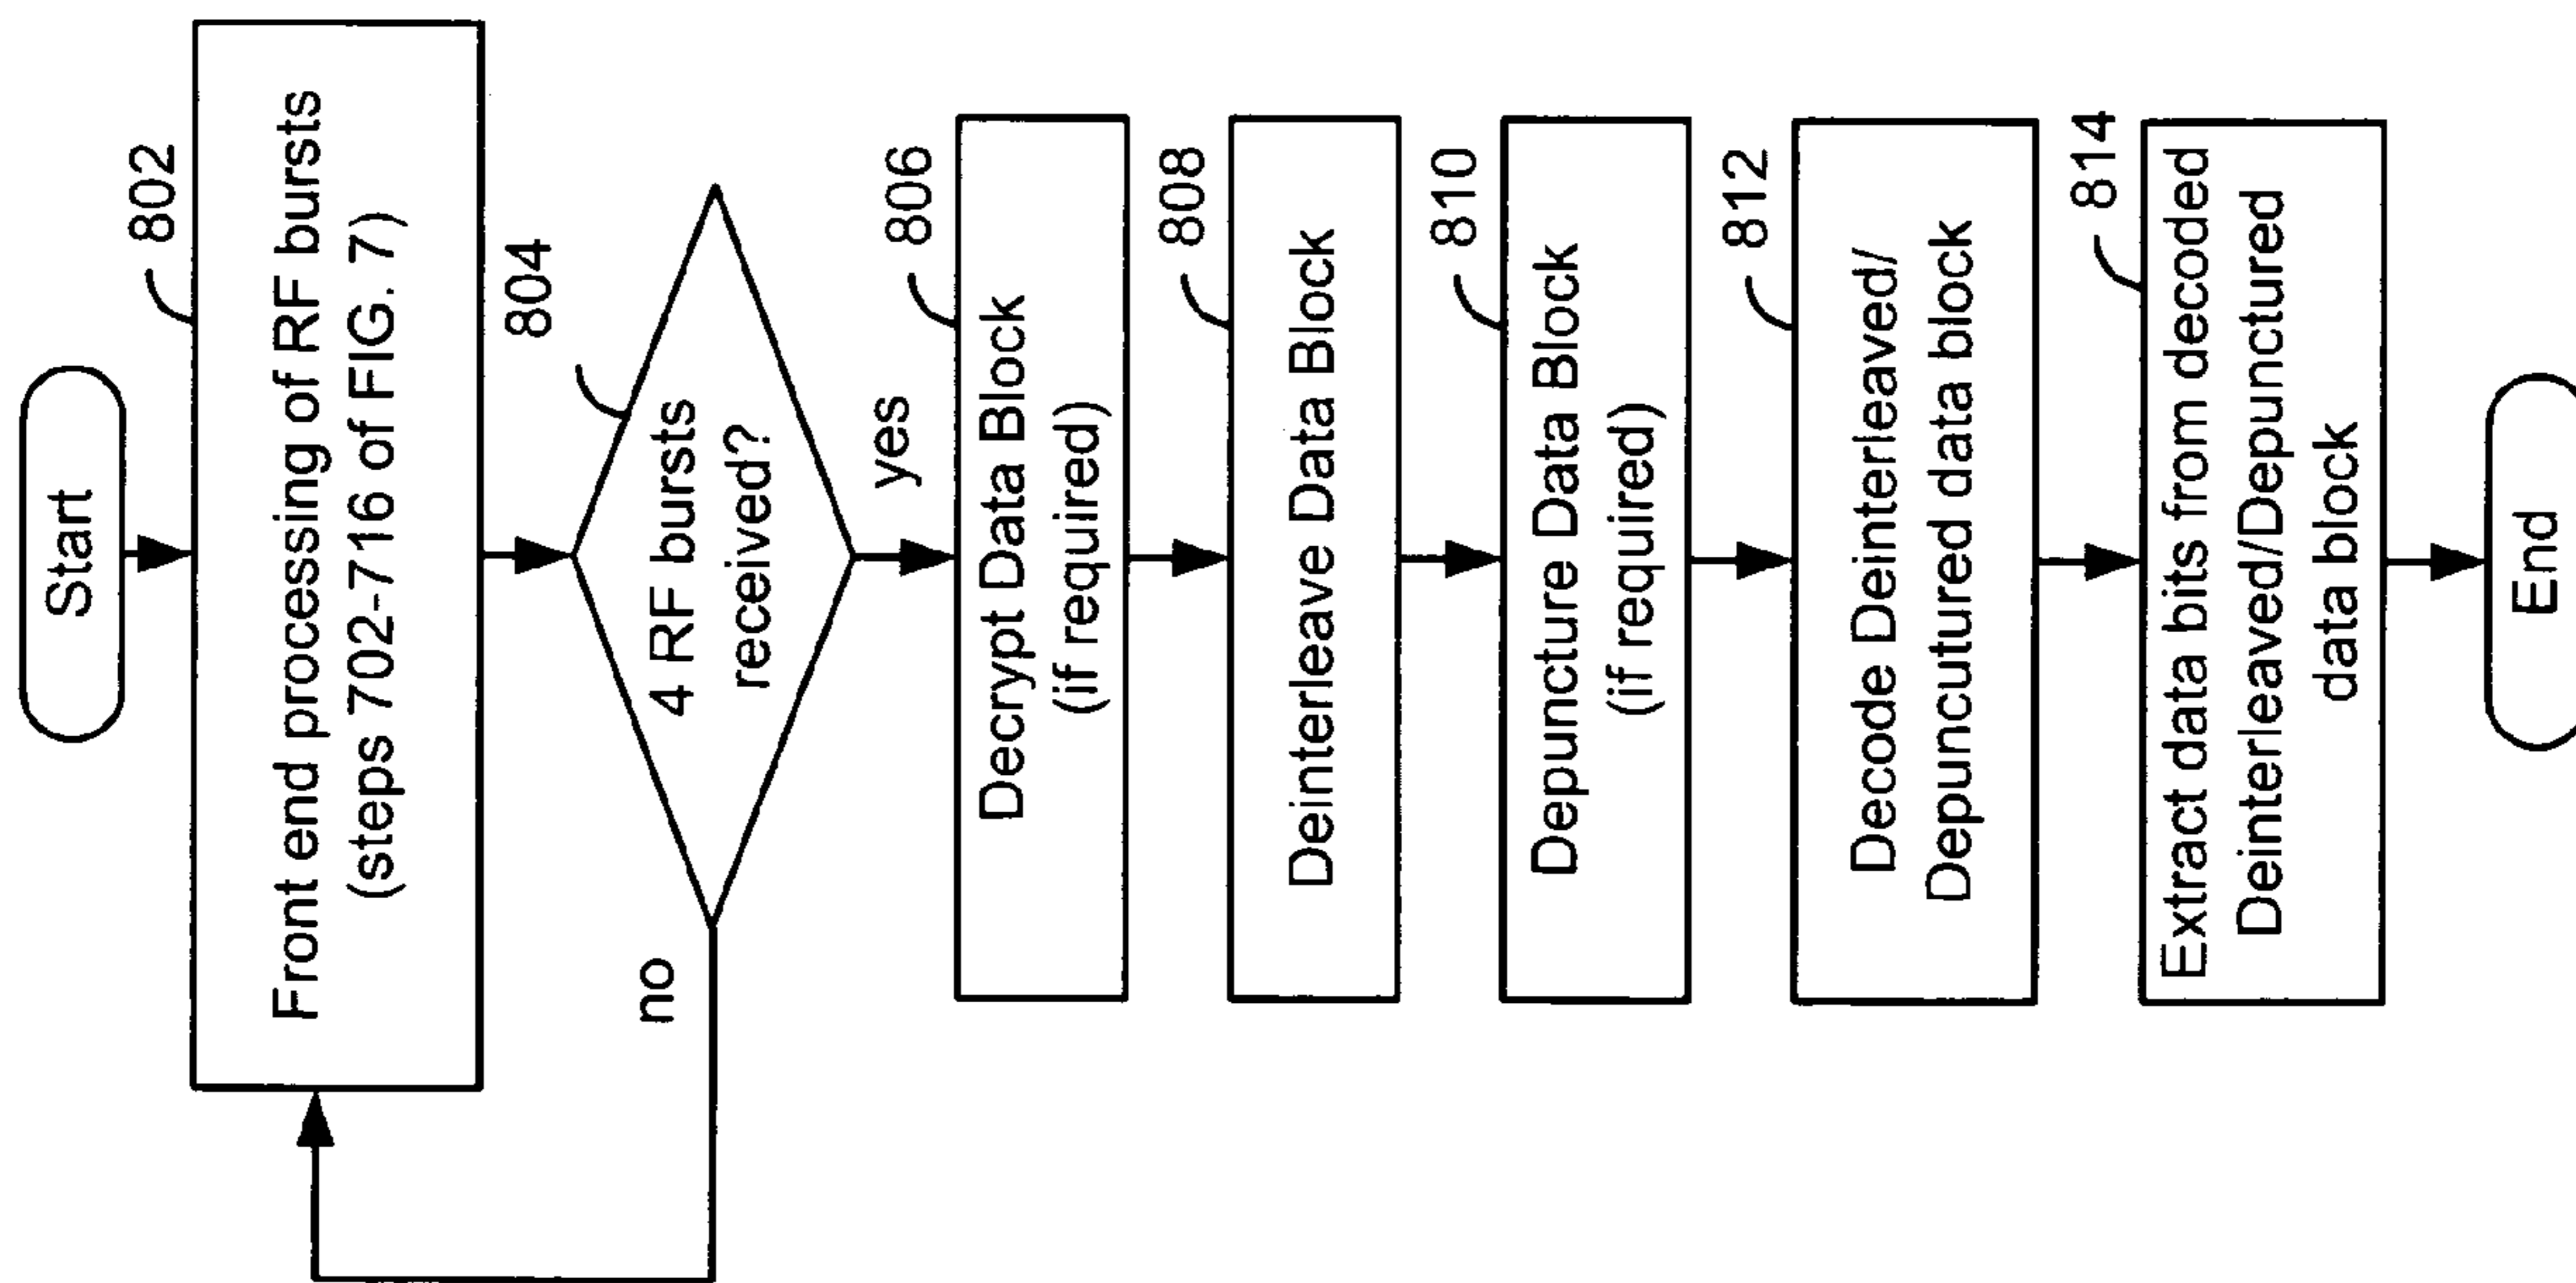 Start
802
Front end processing of RF bursts
(steps 702-716 of FIG. 7)
804
4 RF bursts
received?
no
yes
806
Decrypt Data Block
(if required)
808
Deinterleave Data Block
810
Depuncture Data Block
(if required)
812
Decode Deinterleaved/
Depuncutured data block
814
Extract data bits from decoded
Deinterleaved/Depunctured
data block
End